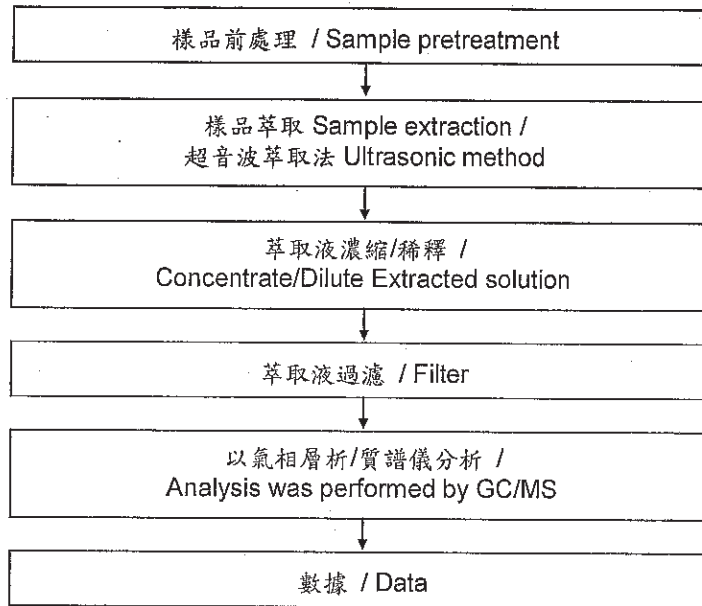 樣品前處理 / Sample pretreatment
樣品萃取 Sample extraction /
超音波萃取法 Ultrasonic method
萃取液濃縮/稀釋 /
Concentrate/Dilute Extracted solution
萃取液過濾 / Filter
以氣相層析/質譜儀分析 /
Analysis was performed by GC/MS
數據 / Data